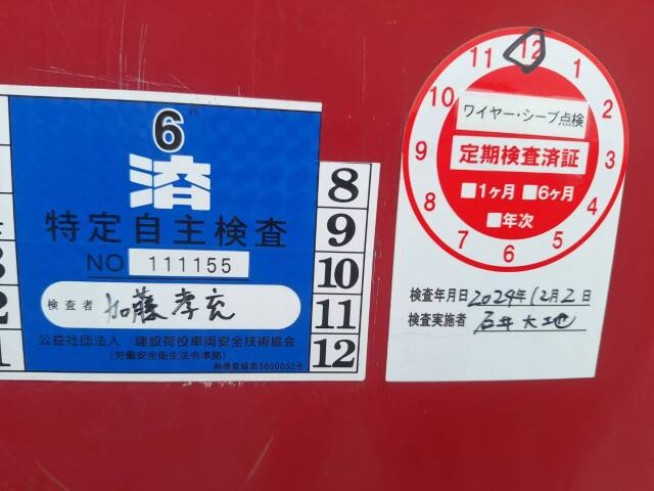 6
済
特定自主検査
NO 111155
検査者 加藤孝充
公益社団法人 建設荷役車両安全技術協会
(労働安全衛生法令準拠)
8
9
10
11
12
11 12 1
10 2
9 3
8 4
7 6 5
ワイヤー・シーブ点検
定期検査済証
■1ヶ月 ■6ヶ月
■年次
検査年月日 2024年12月2日
検査実施者 石井大地